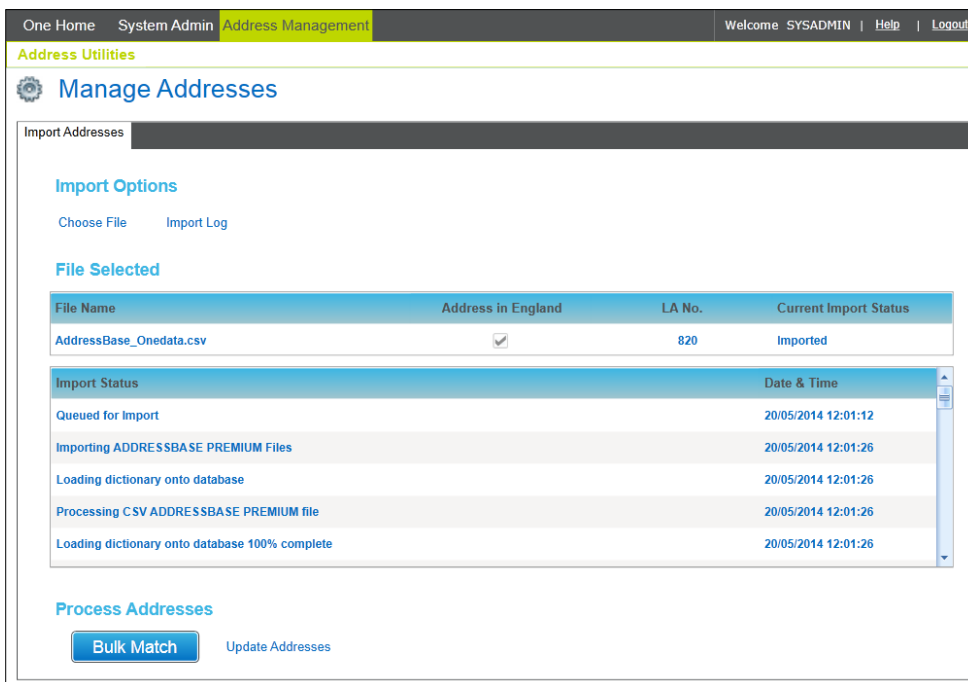 One Home System Admin Address Management Welcome SYSADMIN | Help | Logout
Address Utilities
Manage Addresses
Import Addresses
Import Options
Choose File Import Log
File Selected
File Name Address in England LA No. Current Import Status
AddressBase_Onedata.csv 820 Imported
Import Status Date & Time
Queued for Import 20/05/2014 12:01:12
Importing ADDRESSBASE PREMIUM Files 20/05/2014 12:01:26
Loading dictionary onto database 20/05/2014 12:01:26
Processing CSV ADDRESSBASE PREMIUM file 20/05/2014 12:01:26
Loading dictionary onto database 100% complete 20/05/2014 12:01:26
Process Addresses
Bulk Match Update Addresses